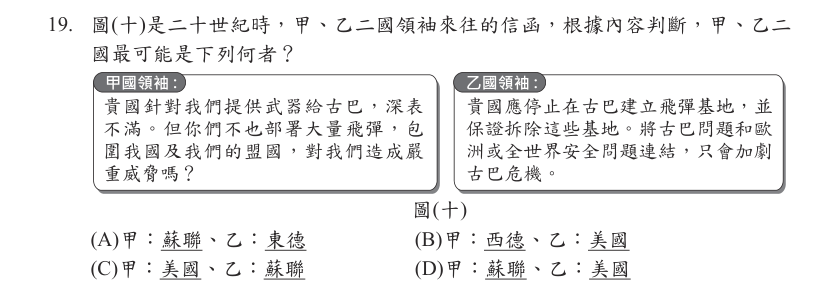 19. 圖(十)是二十世紀時，甲、乙二國領袖來往的信函，根據內容判斷，甲、乙二
國最可能是下列何者？
甲國領袖：
貴國針對我們提供武器給古巴，深表
不滿。但你們不也部署大量飛彈，包
圍我國及我們的盟國，對我們造成嚴
重威脅嗎？
乙國領袖：
貴國應停止在古巴建立飛彈基地，並
保證拆除這些基地。將古巴問題和歐
洲或全世界安全問題連結，只會加劇
古巴危機。
圖(十)
(A)甲：蘇聯、乙：東德
(B)甲：西德、乙：美國
(C)甲：美國、乙：蘇聯
(D)甲：蘇聯、乙：美國